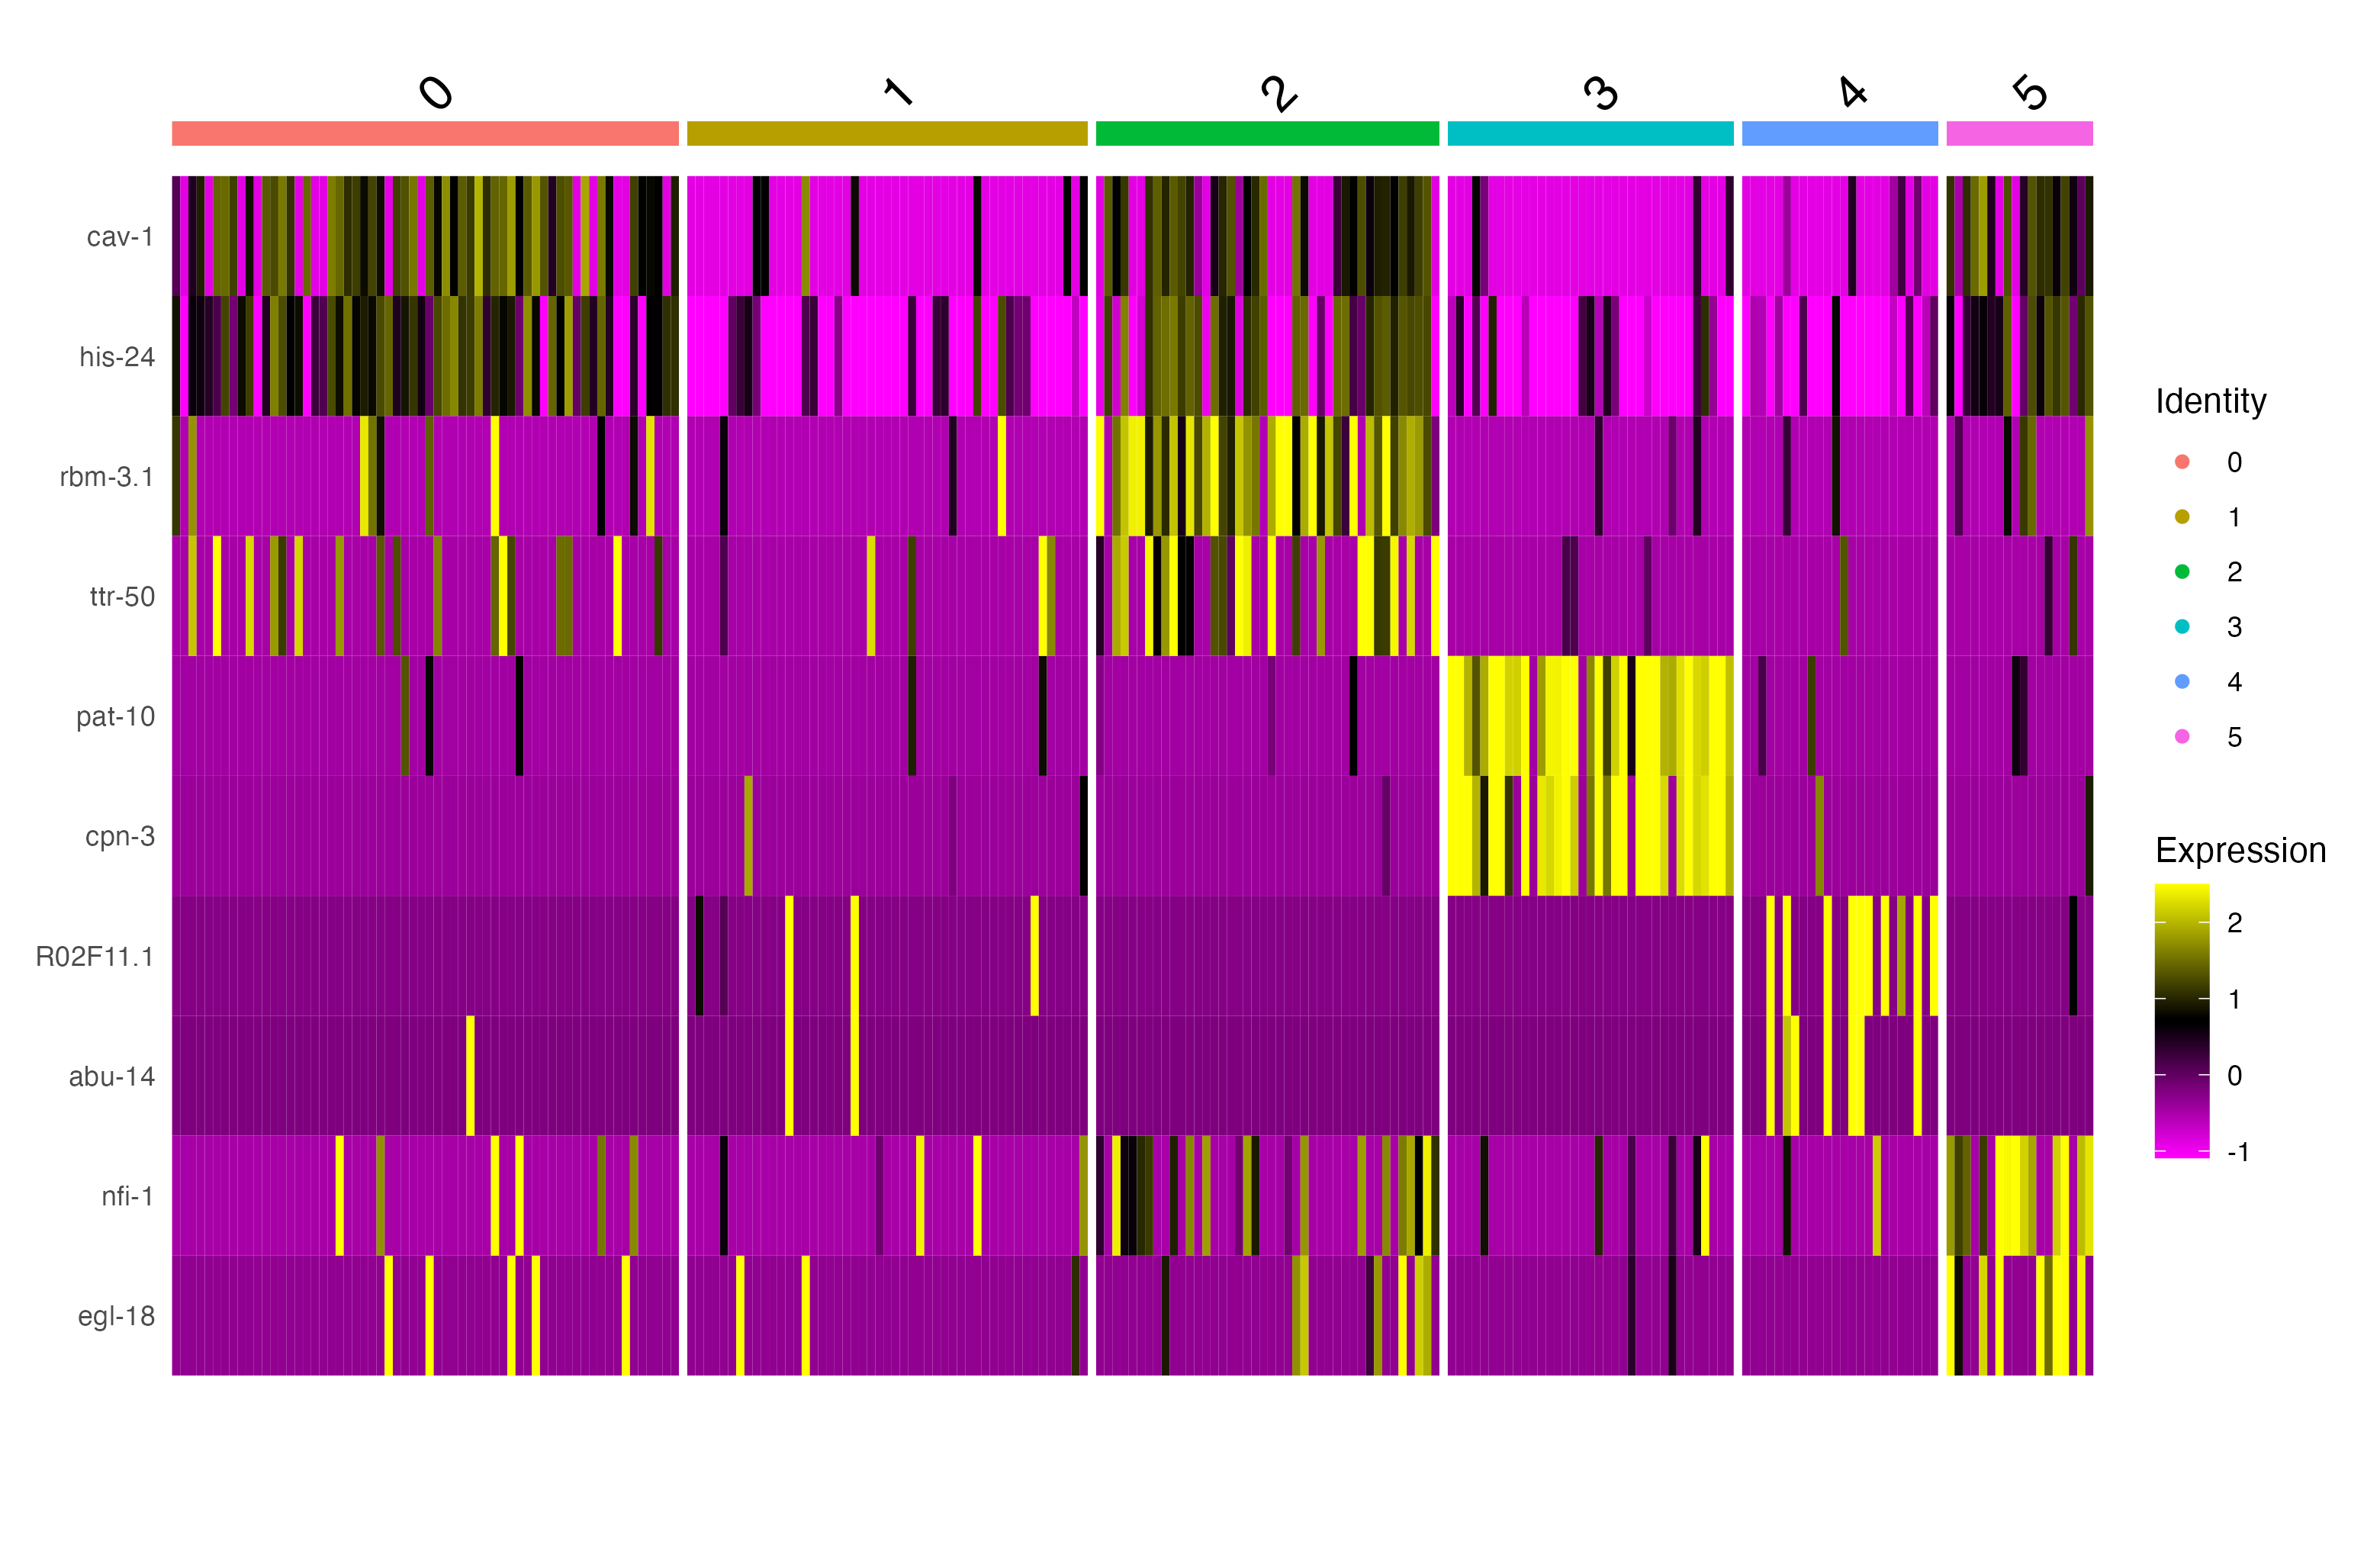 0 1 2 3 4 5
cav-1
his-24
rbm-3.1
ttr-50
pat-10
cpn-3
R02F11.1
abu-14
nfi-1
egl-18
Identity
0
1
2
3
4
5
Expression
2
1
0
-1